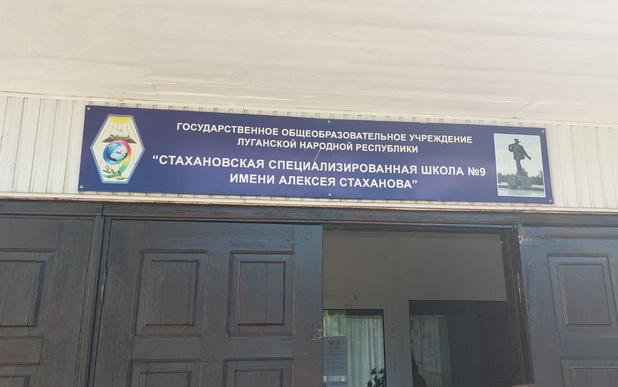 ГОСУДАРСТВЕННОЕ ОБЩЕОБРАЗОВАТЕЛЬНОЕ УЧРЕЖДЕНИЕ
ЛУГАНСКОЙ НАРОДНОЙ РЕСПУБЛИКИ
"СТАХАНОВСКАЯ СПЕЦИАЛИЗИРОВАННАЯ ШКОЛА №9
ИМЕНИ АЛЕКСЕЯ СТАХАНОВА"